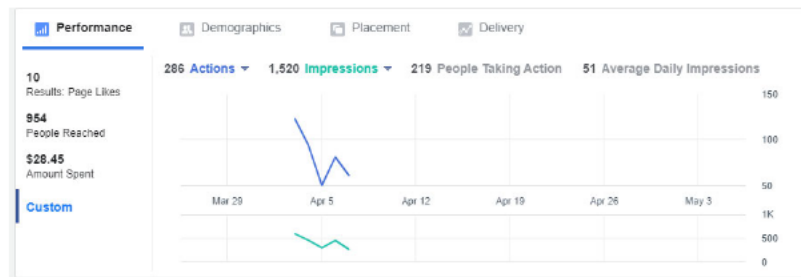 Performance Demographics Placement Delivery
10
Results: Page Likes
954
People Reached
$28.45
Amount Spent
Custom
286 Actions 1,520 Impressions 219 People Taking Action 51 Average Daily Impressions
150
100
50
Mar 29 Apr 5 Apr 12 Apr 19 Apr 26 May 3
1K
500
0